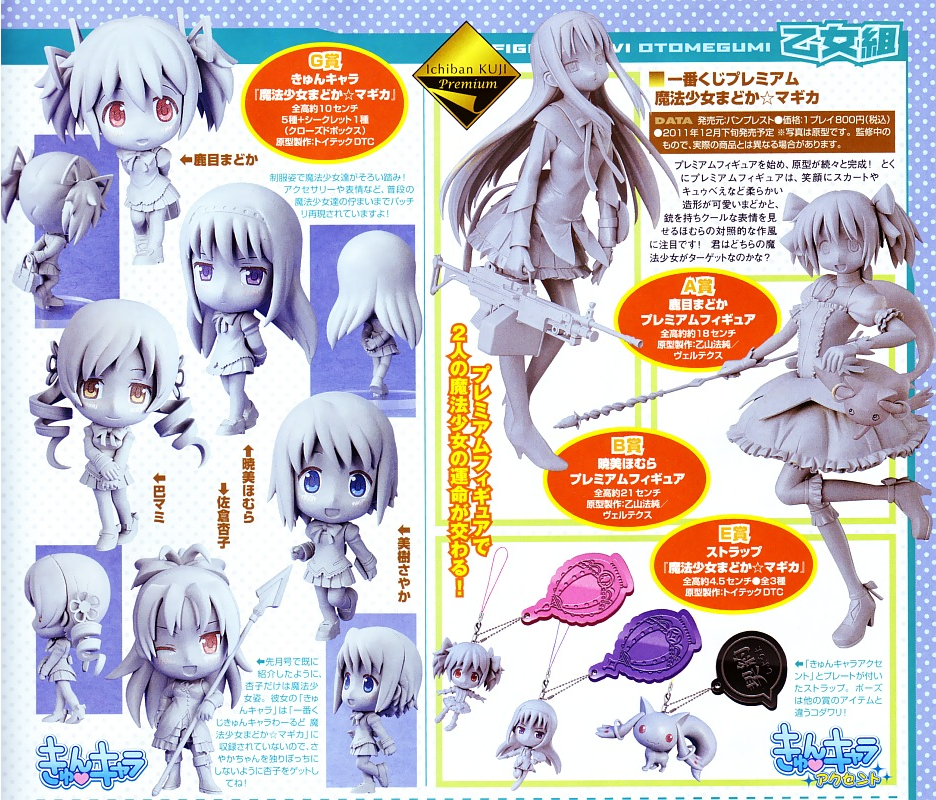 G賞
きゅんキャラ
『魔法少女まどか☆マギカ』
全高約10センチ
5種+シークレット1種
(クローズドボックス)
原型製作:トイテックDTC
←鹿目まどか
制服姿で魔法少女達がそろい踏み!
アクセサリーや表情など、普段の
魔法少女達の佇まいまでバッチ
リ再現されていますよ!
←巴マミ
↑暁美ほむら
→佐倉杏子
←美樹さやか
←先月号で既に
紹介したように、
杏子だけは魔法少
女姿。彼女の「きゅ
んキャラ」は「一番く
じきゅんキャラわーるど 魔
法少女まどか☆マギカ」に
収録されていないので、さ
やかちゃんを独りぼっちに
しないように杏子をゲットし
てね!
きゅんキャラ
Ichiban KUJI
Premium
OTOMEGUMI
乙女組
■一番くじプレミアム
魔法少女まどか☆マギカ
DATA 発売元:バンプレスト●価格:1プレイ800円(税込)
●2011年12月下旬発売予定 ※写真は原型です。監修中の
もので、実際の商品とは異なる場合があります。
プレミアムフィギュアを始め、原型が続々と完成! とく
にプレミアムフィギュアは、笑顔にスカートや
キュゥべえなど柔らかい
造形が可愛いまどかと、
銃を持ちクールな表情を見
せるほむらの対照的な作風
に注目です! 君はどちらの魔
法少女がターゲットなのかな?
A賞
鹿目まどか
プレミアムフィギュア
全高約約18センチ
原型製作:乙山法純/
ヴェルテクス
プレミアムフィギュアで
2人の魔法少女の運命が交わる!
B賞
暁美ほむら
プレミアムフィギュア
全高約21センチ
原型製作:乙山法純/
ヴェルテクス
E賞
ストラップ
『魔法少女まどか☆マギカ』
全高約4.5センチ●全3種
原型製作:トイテックDTC
←「きゅんキャラアクセ
ント」とプレートが付い
たストラップ。ポーズ
は他の賞のアイテムと
違うコダワリ!
きゅんキャラ
アクセント